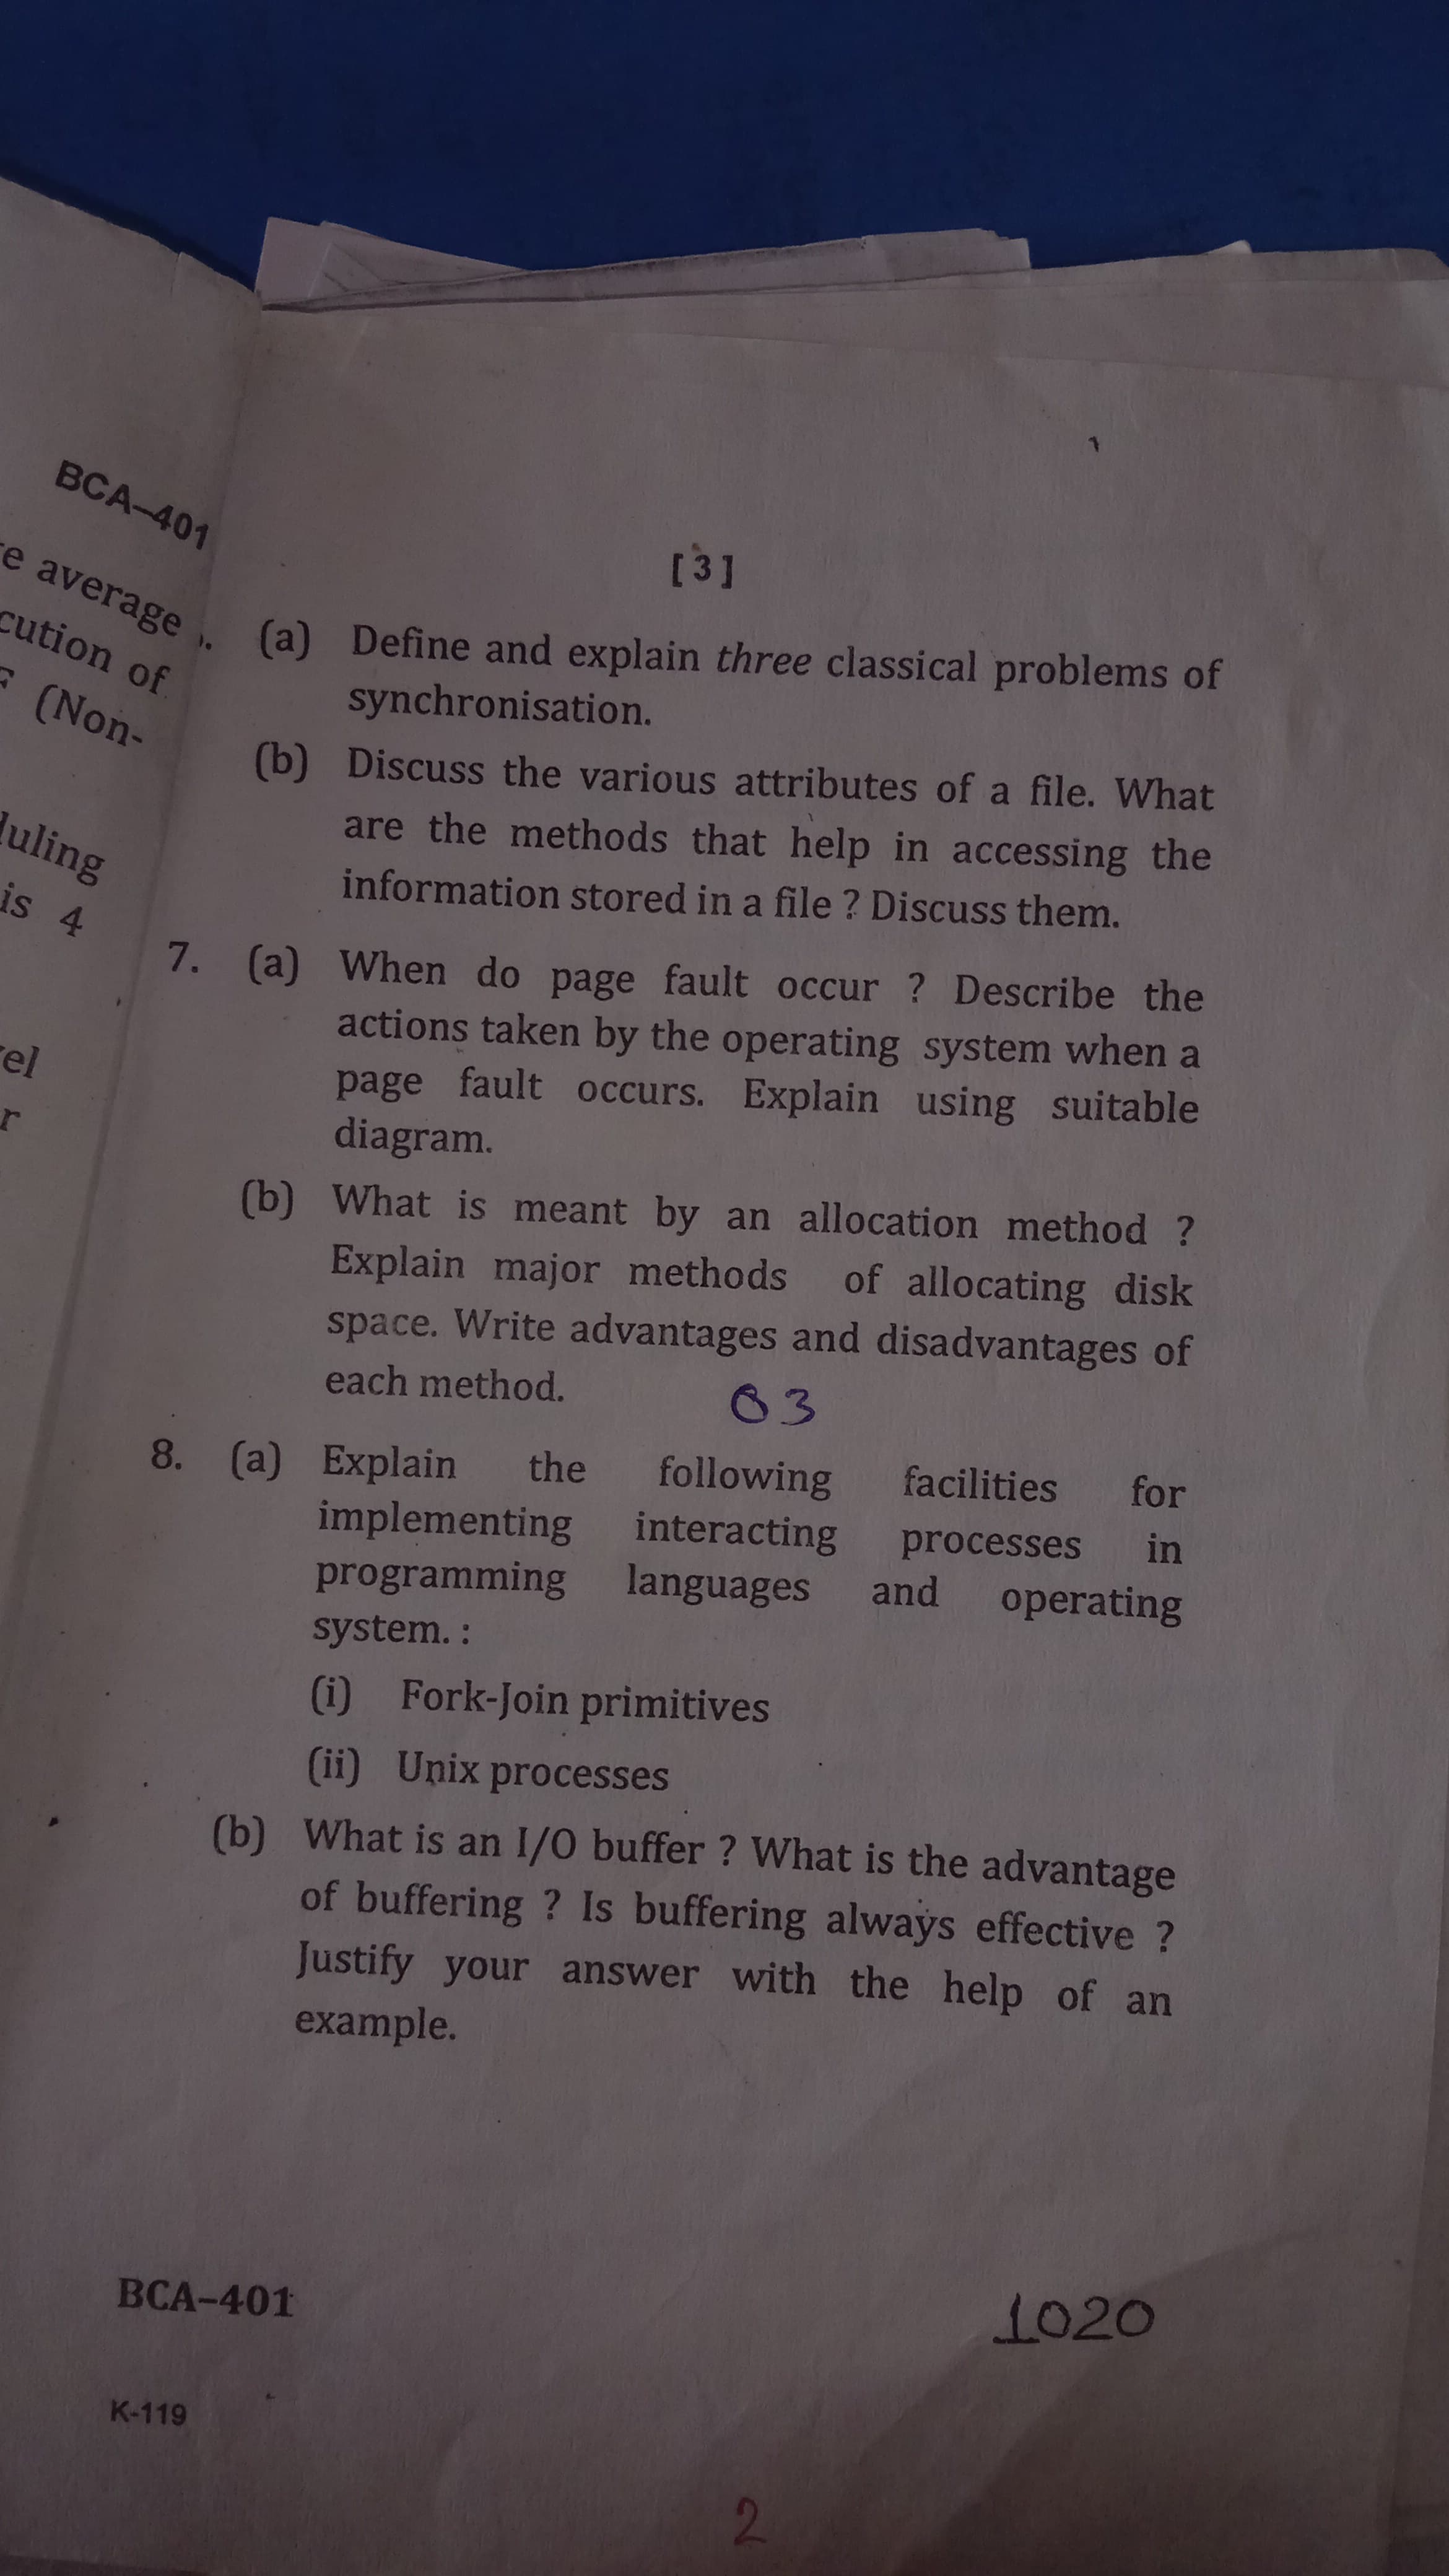 BCA–401
e average
cution of
(Non-
luling
is 4
el
r
[ 3 ]
. (a) Define and explain three classical problems of
synchronisation.
(b) Discuss the various attributes of a file. What
are the methods that help in accessing the
information stored in a file ? Discuss them.
7. (a) When do page fault occur ? Describe the
actions taken by the operating system when a
page fault occurs. Explain using suitable
diagram.
(b) What is meant by an allocation method ?
Explain major methods of allocating disk
space. Write advantages and disadvantages of
each method.
03
8. (a) Explain the following facilities for
implementing interacting processes in
programming languages and operating
system. :
(i) Fork-Join primitives
(ii) Unix processes
(b) What is an I/O buffer ? What is the advantage
of buffering ? Is buffering always effective ?
Justify your answer with the help of an
example.
BCA–401
1020
K-119
2